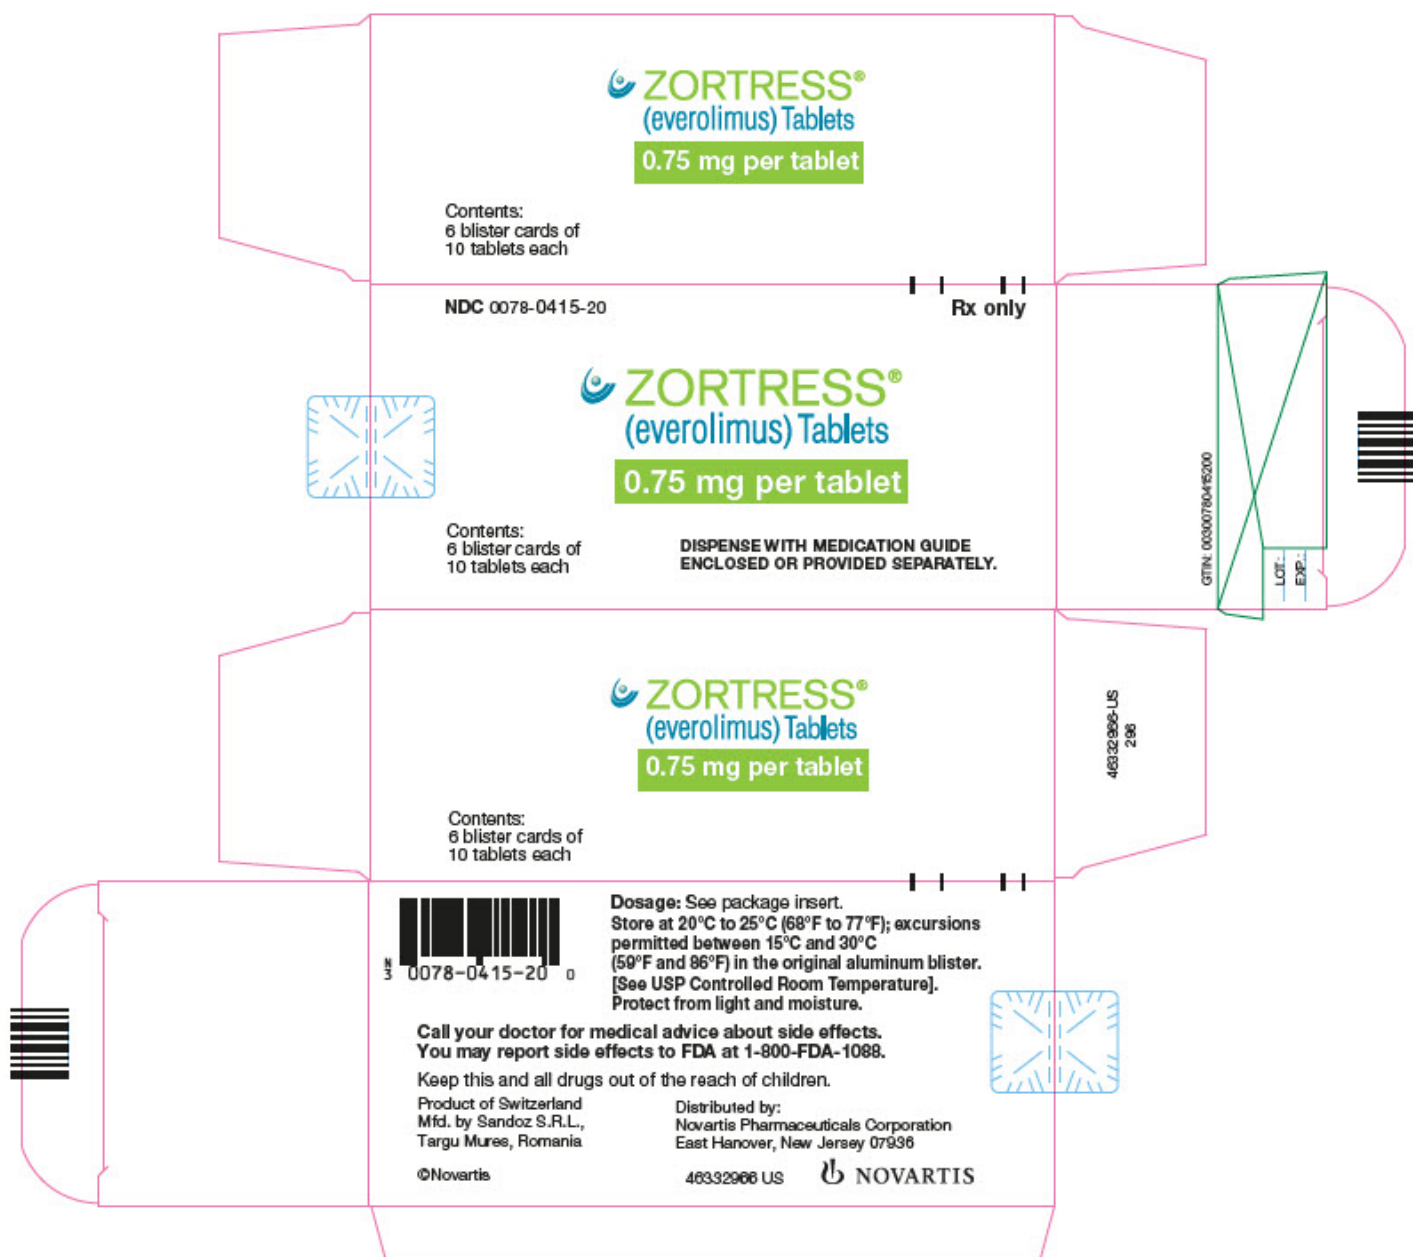 ZORTRESS®
(everolimus) Tablets
0.75 mg per tablet
Contents:
6 blister cards of
10 tablets each
NDC 0078-0415-20
Rx only
ZORTRESS®
(everolimus) Tablets
0.75 mg per tablet
Contents:
6 blister cards of
10 tablets each
DISPENSE WITH MEDICATION GUIDE
ENCLOSED OR PROVIDED SEPARATELY.
GTIN: 00300780415200
LOT.:
EXP.:
ZORTRESS®
(everolimus) Tablets
0.75 mg per tablet
Contents:
6 blister cards of
10 tablets each
46332966-US
296
N
3 0078-0415-20 0
Dosage: See package insert.
Store at 20°C to 25°C (68°F to 77°F); excursions
permitted between 15°C and 30°C
(59°F and 86°F) in the original aluminum blister.
[See USP Controlled Room Temperature].
Protect from light and moisture.
Call your doctor for medical advice about side effects.
You may report side effects to FDA at 1-800-FDA-1088.
Keep this and all drugs out of the reach of children.
Product of Switzerland
Mfd. by Sandoz S.R.L.,
Targu Mures, Romania
Distributed by:
Novartis Pharmaceuticals Corporation
East Hanover, New Jersey 07936
©Novartis
46332966 US
NOVARTIS